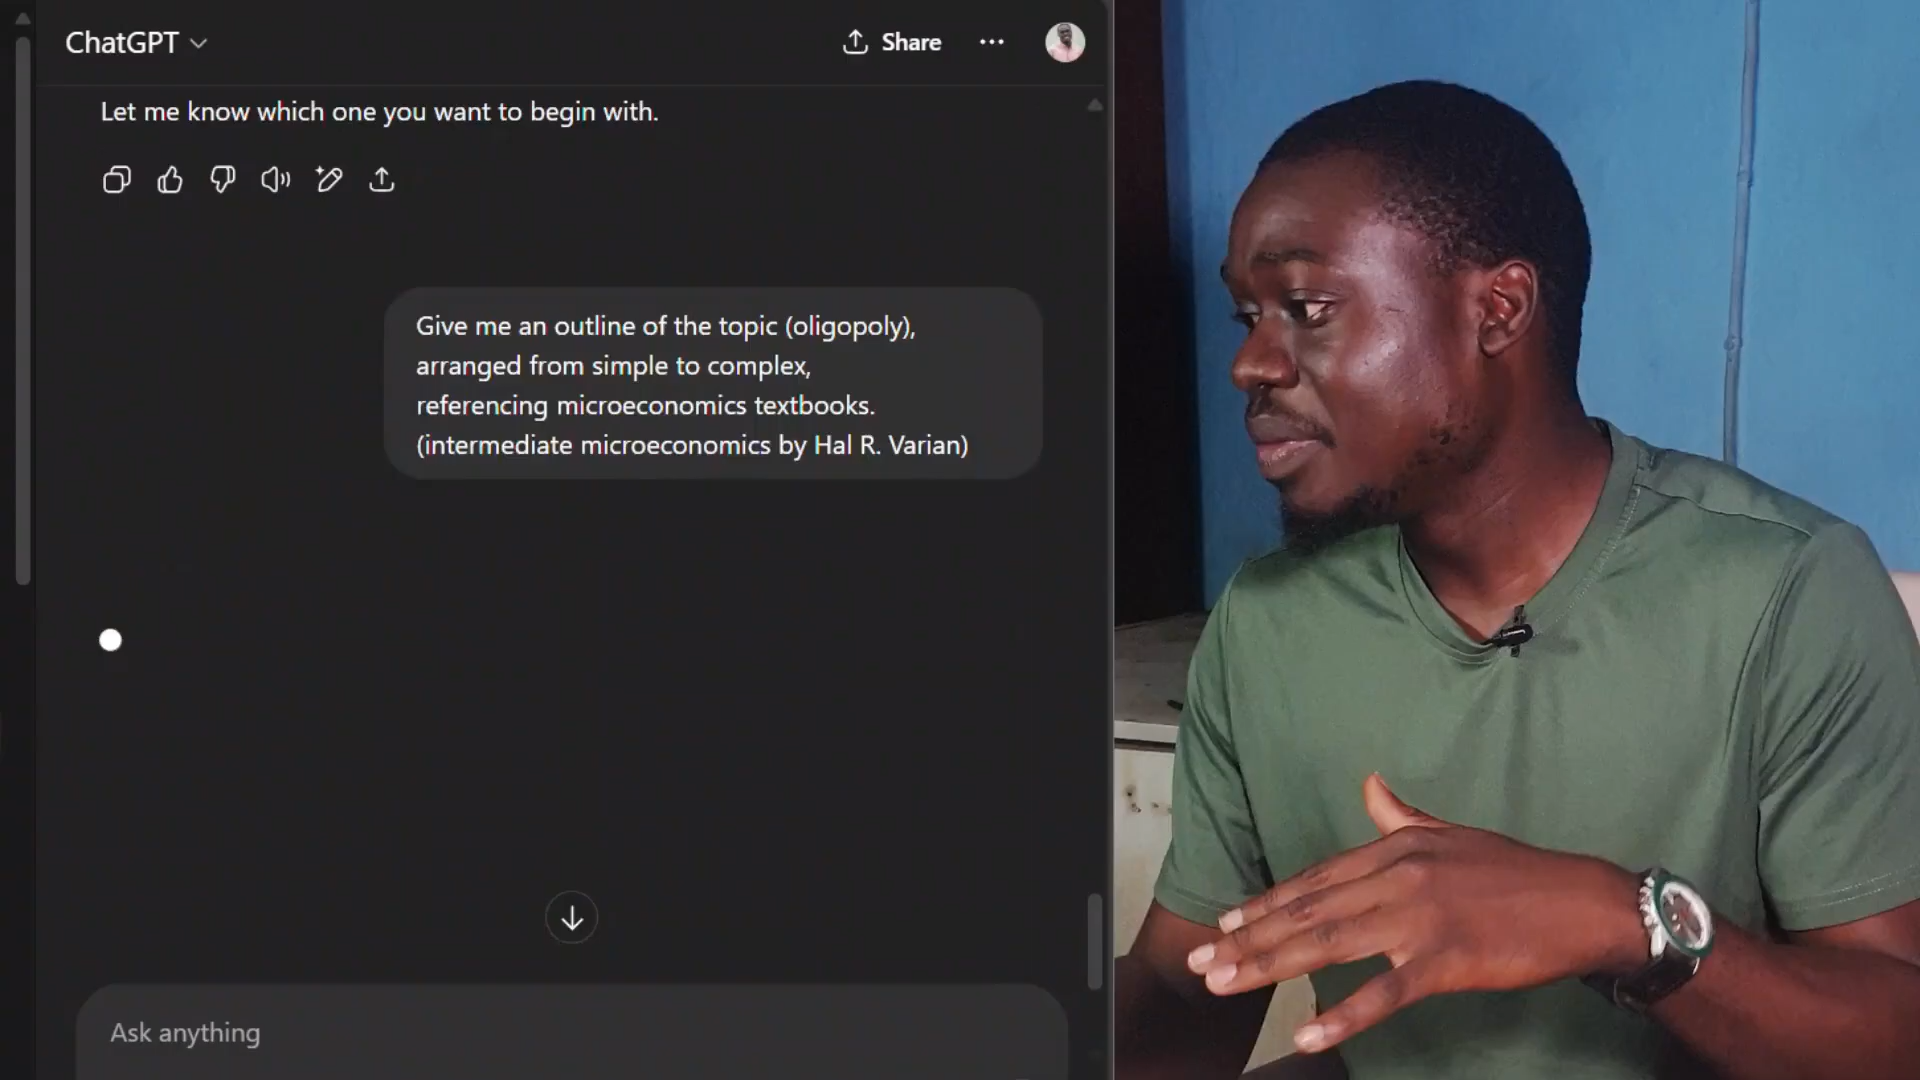 ChatGPT
Share
Let me know which one you want to begin with.
Give me an outline of the topic (oligopoly),
arranged from simple to complex,
referencing microeconomics textbooks.
(intermediate microeconomics by Hal R. Varian)
Ask anything